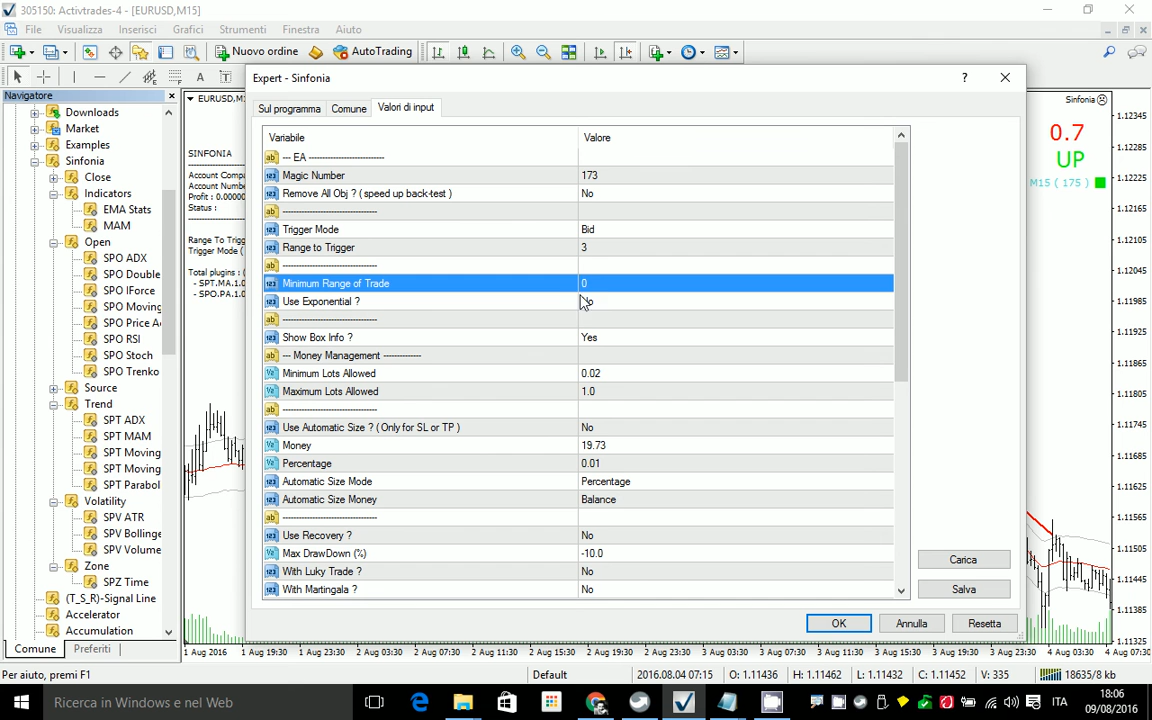 305150: Activtrades-4 - [EURUSD,M15]
File Visualizza Inserisci Grafici Strumenti Finestra Aiuto
Nuovo ordine AutoTrading
A T
Navigatore
Downloads
Market
Examples
Sinfonia
Close
Indicators
EMA Stats
MAM
Open
SPO ADX
SPO Double
SPO IForce
SPO Moving
SPO Price A
SPO RSI
SPO Stoch
SPO Trenko
Source
Trend
SPT ADX
SPT MAM
SPT Moving
SPT Moving
SPT Parabol
Volatility
SPV ATR
SPV Bollinge
SPV Volume
Zone
SPZ Time
(T_S_R)-Signal Line
Accelerator
Accumulation
Comune Preferiti
EURUSD,M
SINFONIA
Account Compa
Account Number
Profit : 0.0000
Status :
Range To Trigg
Trigger Mode (
Total plugins : (
- SPT.MA.1.0
- SPO.PA.1.0
Expert - Sinfonia
?
Sul programma Comune Valori di input
Variabile Valore
--- EA ---------------------------
Magic Number 173
Remove All Obj ? ( speed up back-test ) No
---------------------------------
Trigger Mode Bid
Range to Trigger 3
---------------------------------
Minimum Range of Trade 0
Use Exponential ? No
---------------------------------
Show Box Info ? Yes
--- Money Management -------------
Minimum Lots Allowed 0.02
Maximum Lots Allowed 1.0
---------------------------------
Use Automatic Size ? ( Only for SL or TP ) No
Money 19.73
Percentage 0.01
Automatic Size Mode Percentage
Automatic Size Money Balance
---------------------------------
Use Recovery ? No
Max DrawDown (%) -10.0
With Luky Trade ? No
With Martingala ? No
Carica
Salva
OK Annulla Resetta
Sinfonia
0.7
UP
M15 ( 175 )
1.12345
1.12285
1.12225
1.12165
1.12105
1.12045
1.11985
1.11925
1.11865
1.11805
1.11745
1.11685
1.11625
1.11565
1.11505
1.11445
1.11385
1.11325
1 Aug 2016 1 Aug 19:30 1 Aug 23:30 2 Aug 03:30 2 Aug 07:30 2 Aug 11:30 2 Aug 15:30 2 Aug 19:30 2 Aug 23:30 3 Aug 03:30 3 Aug 07:30 3 Aug 11:30 3 Aug 15:30 3 Aug 19:30 3 Aug 23:30 4 Aug 03:30 4 Aug 07:30
Per aiuto, premi F1 Default 2016.08.04 07:15 O: 1.11436 H: 1.11462 L: 1.11432 C: 1.11452 V: 335 18635/8 kb
Ricerca in Windows e nel Web
ITA
18:06
09/08/2016